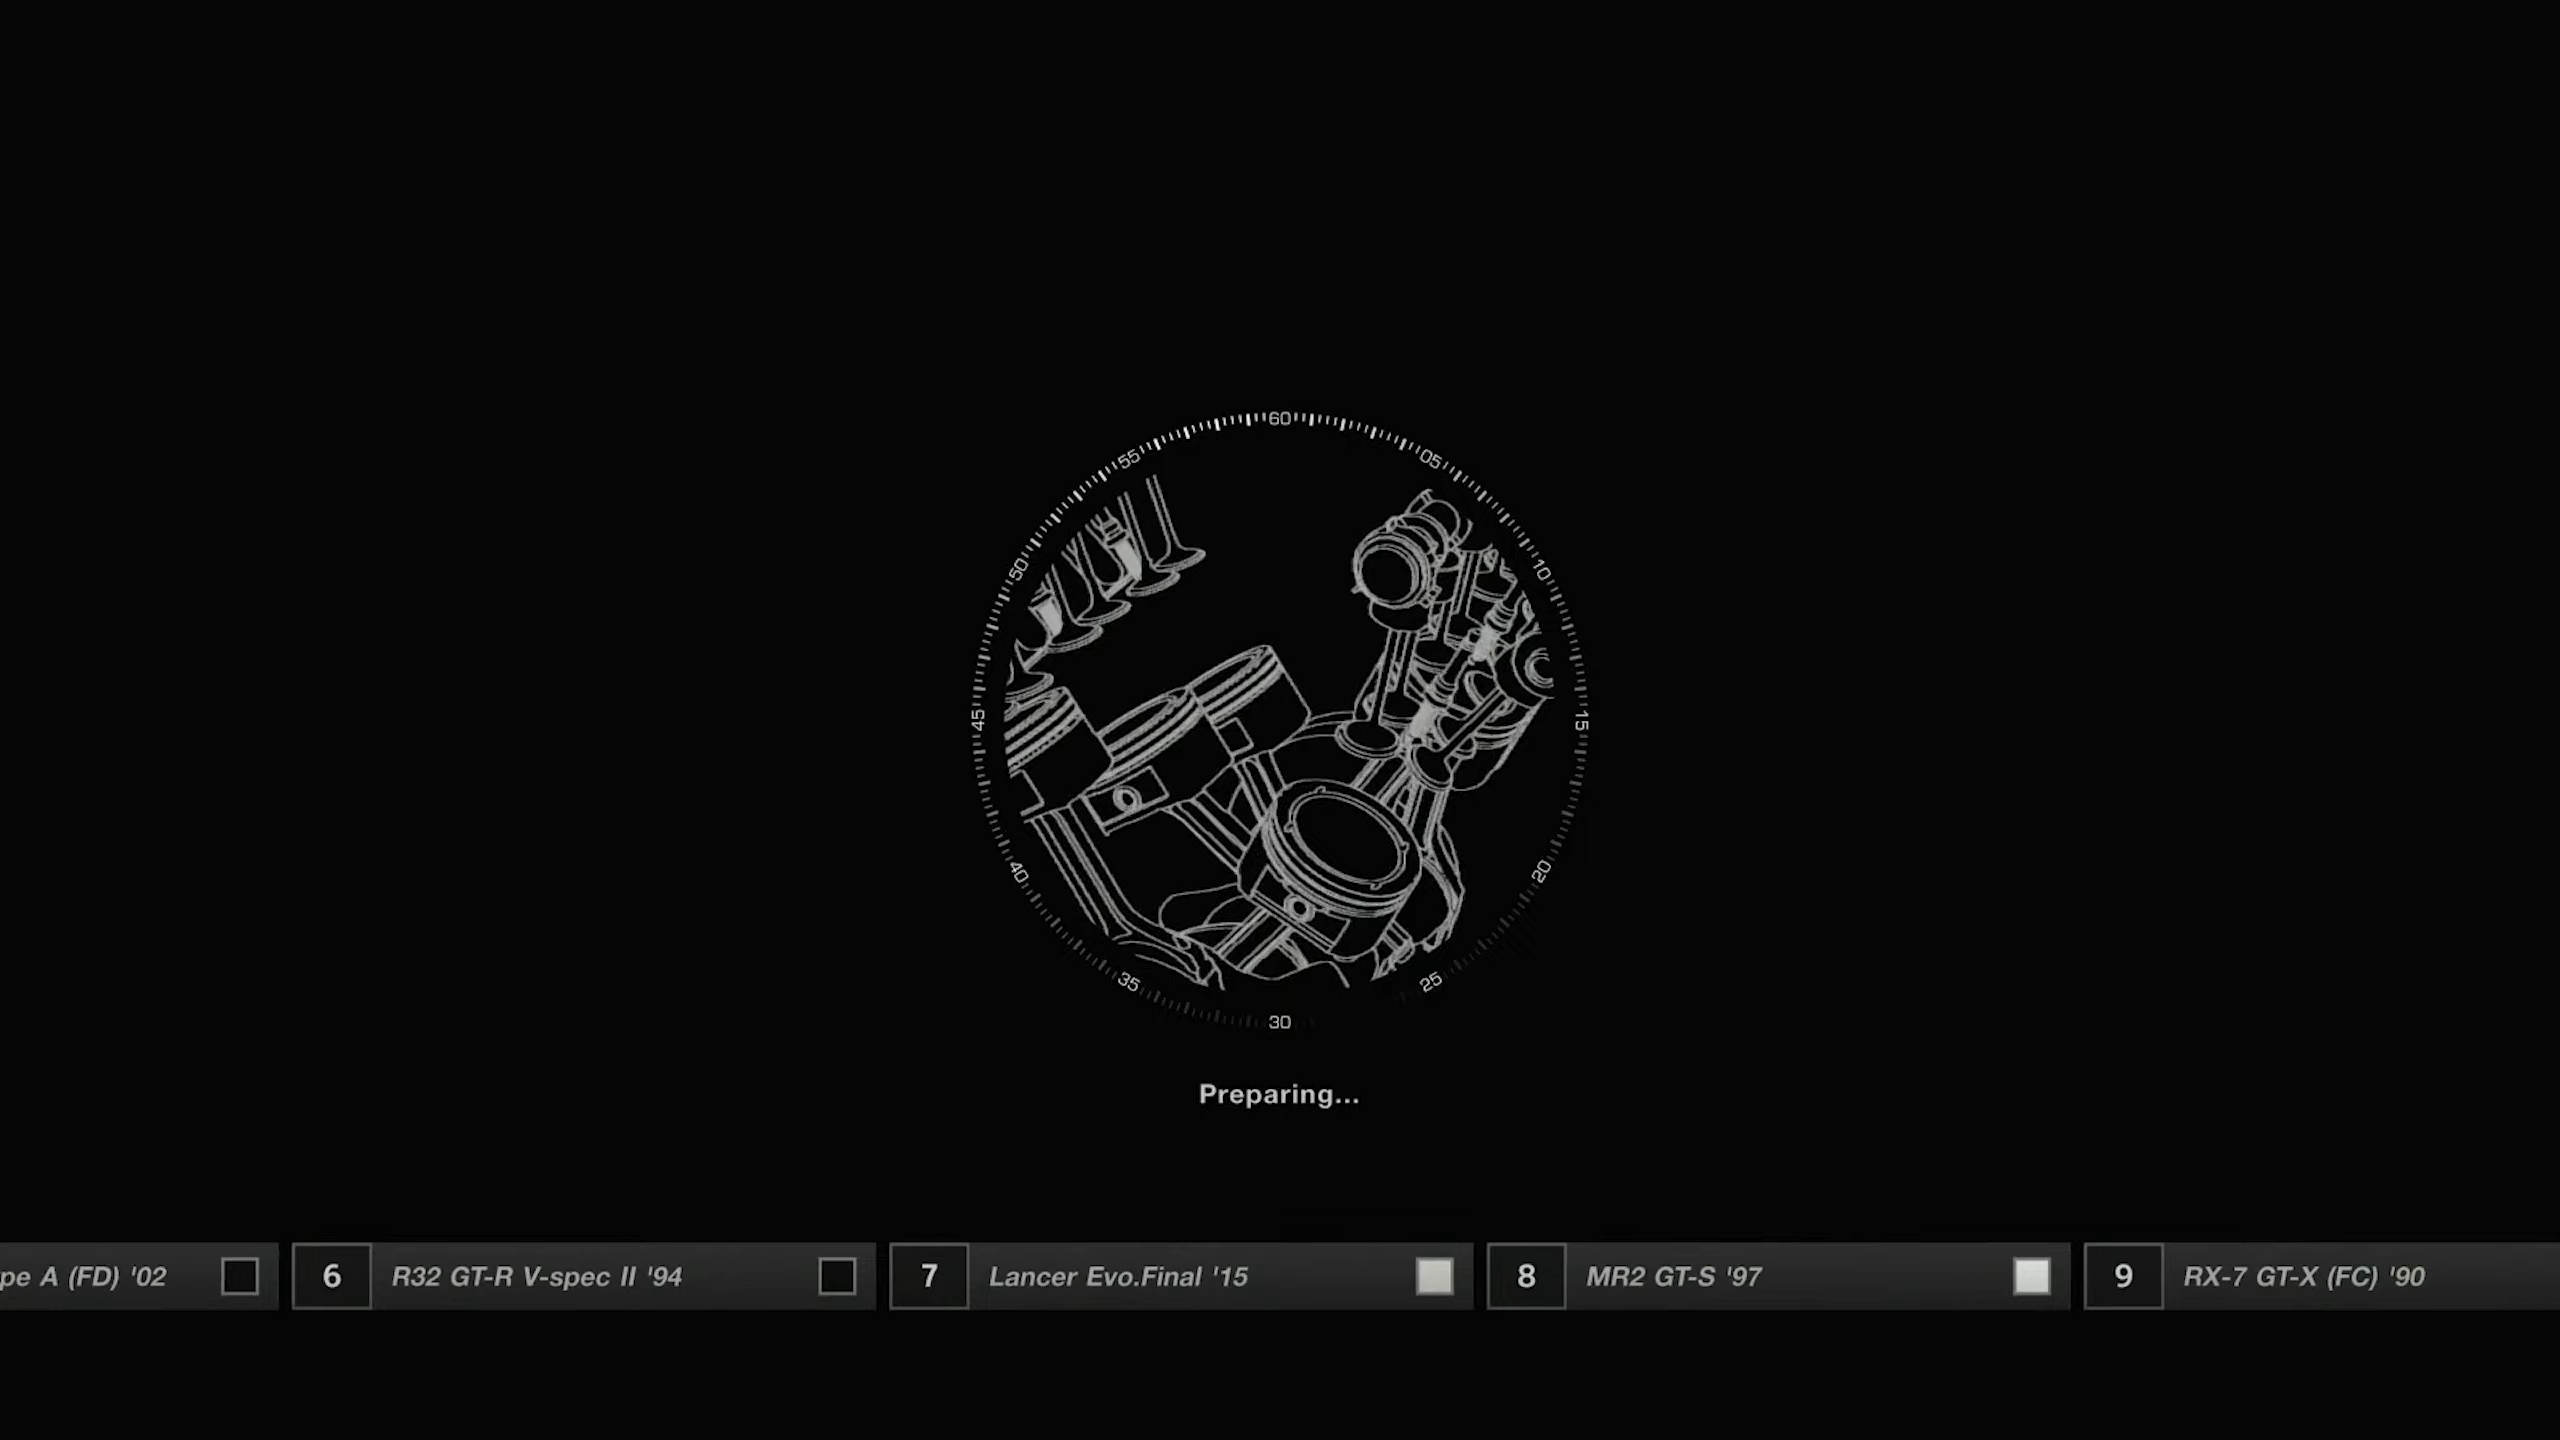 60
05
10
15
20
25
30
35
40
45
50
55
Preparing...
pe A (FD) '02
6 R32 GT-R V-spec II '94
7 Lancer Evo.Final '15
8 MR2 GT-S '97
9 RX-7 GT-X (FC) '90